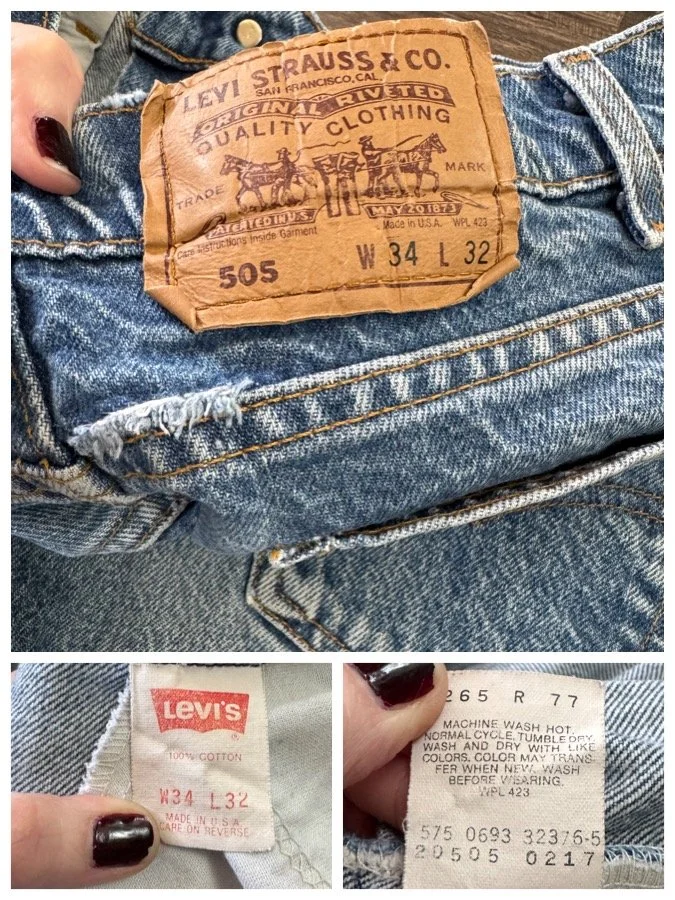 LEVI STRAUSS & CO.
SAN FRANCISCO, CAL.
ORIGINAL RIVETED
QUALITY CLOTHING
TRADE MARK
PATENTED IN U.S. MAY 20 1873
Care Instructions Inside Garment Made in U.S.A. WPL 423
505 W 34 L 32
LEVI'S
®
100% COTTON
W34 L32
MADE IN U.S.A.
CARE ON REVERSE
265 R 77
MACHINE WASH HOT,
NORMAL CYCLE, TUMBLE DRY.
WASH AND DRY WITH LIKE
COLORS. COLOR MAY TRANS-
FER WHEN NEW. WASH
BEFORE WEARING.
WPL 423
575 0693 32376-5
20505 0217